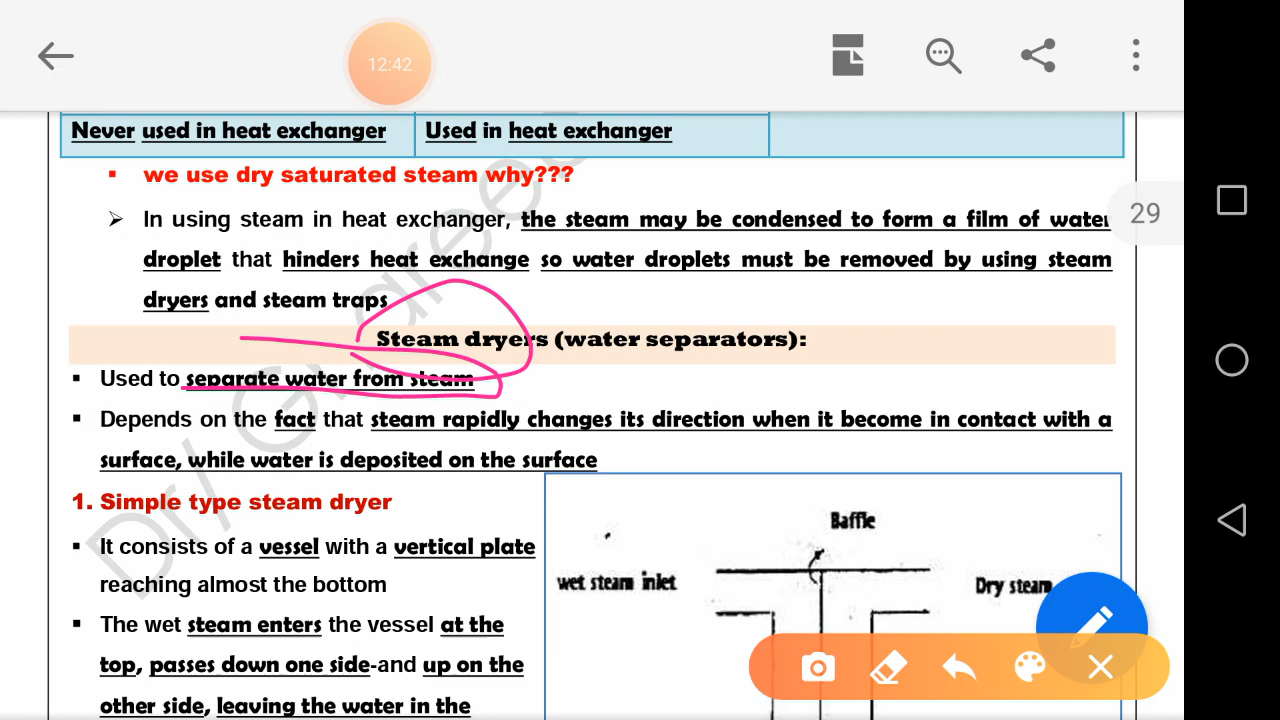 12:42
Never used in heat exchanger
Used in heat exchanger
29
▪ we use dry saturated steam why???
➢ In using steam in heat exchanger, the steam may be condensed to form a film of water
droplet that hinders heat exchange so water droplets must be removed by using steam
dryers and steam traps
Steam dryers (water separators):
▪ Used to separate water from steam
▪ Depends on the fact that steam rapidly changes its direction when it become in contact with a
surface, while water is deposited on the surface
1. Simple type steam dryer
▪ It consists of a vessel with a vertical plate
reaching almost the bottom
▪ The wet steam enters the vessel at the
top, passes down one side-and up on the
other side, leaving the water in the
Baffle
wet steam inlet
Dry steam
Dr/